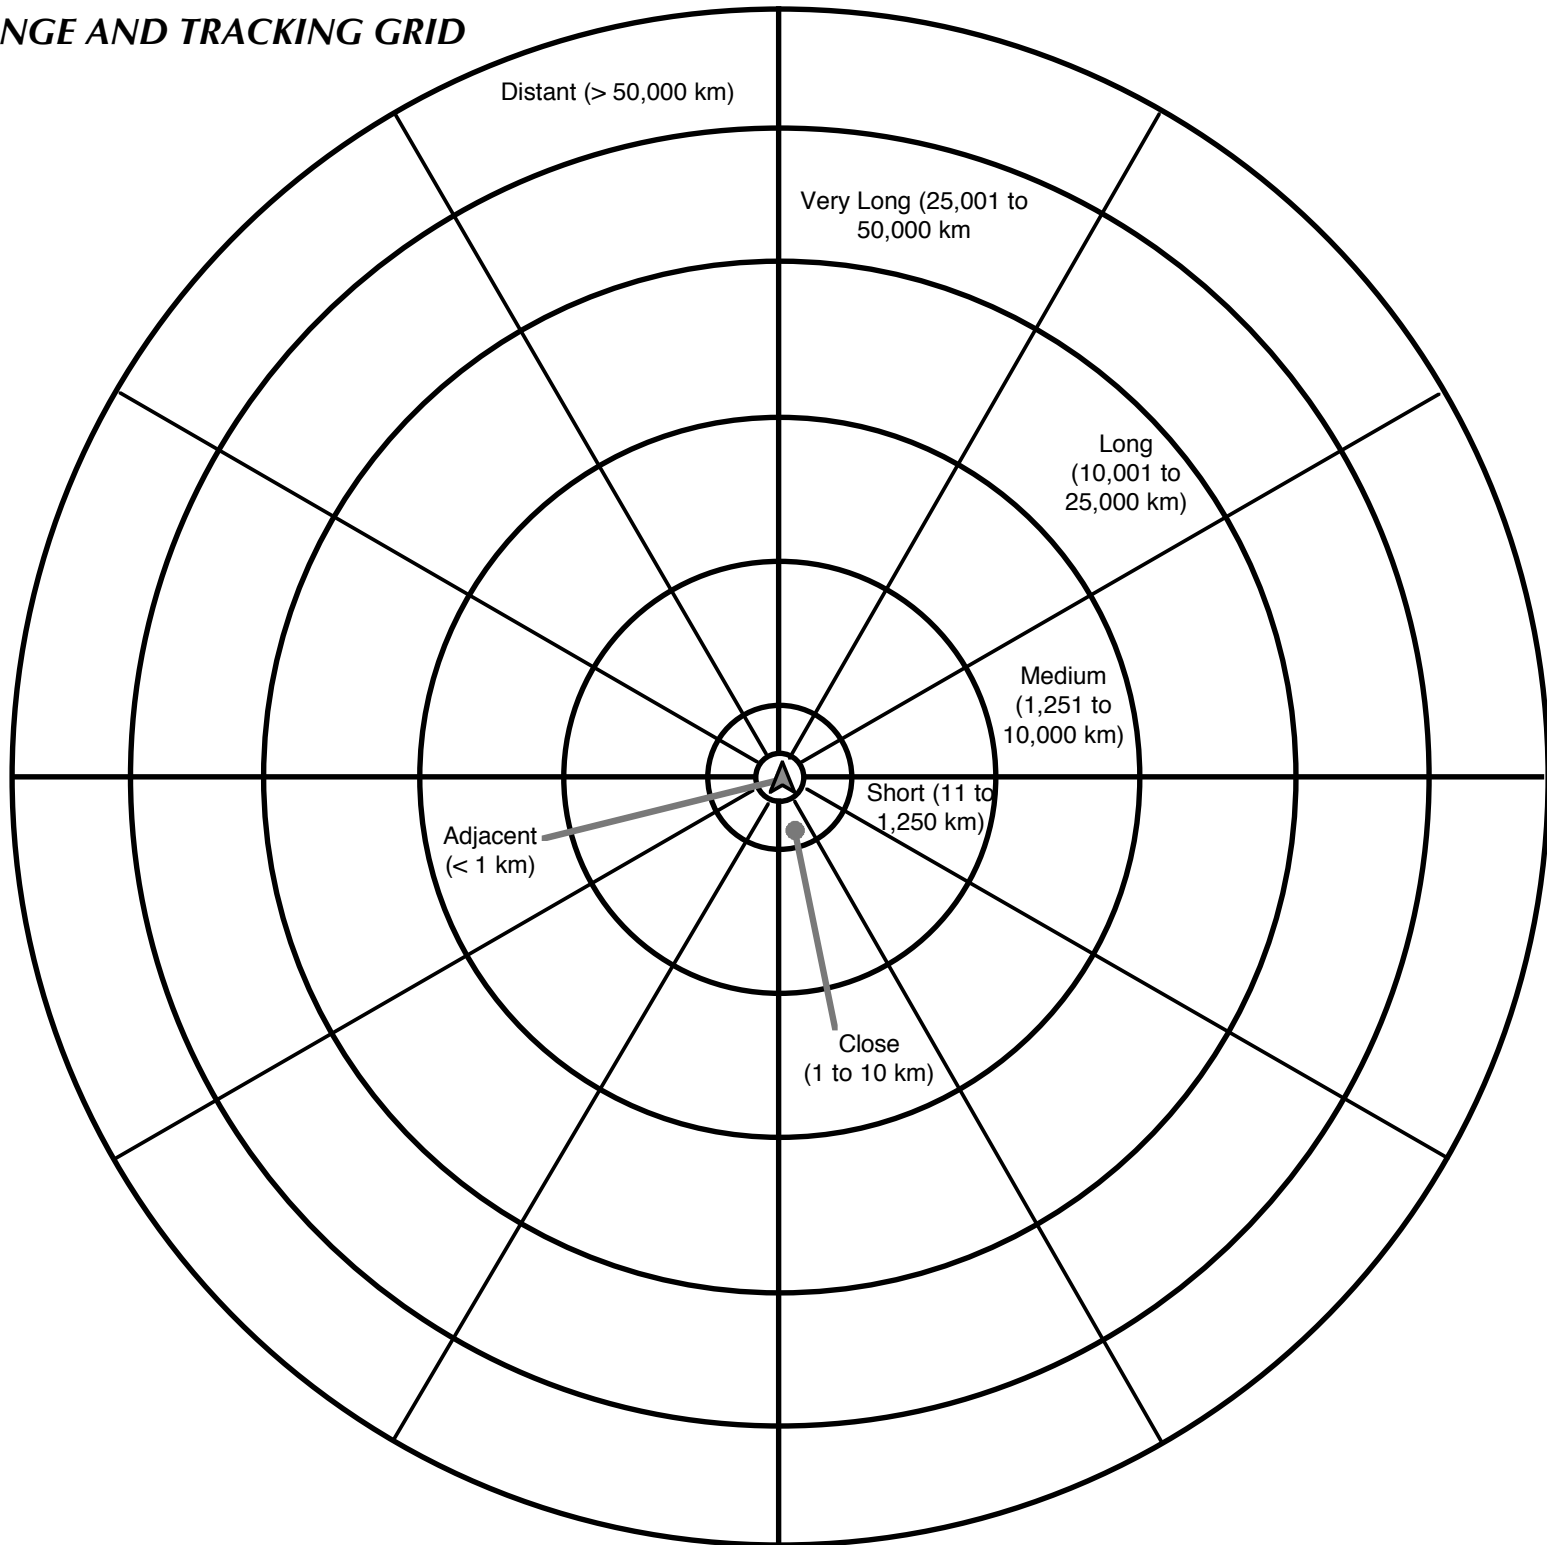 NGE AND TRACKING GRID
Distant (> 50,000 km)
Very Long (25,001 to
50,000 km
Long
(10,001 to
25,000 km)
Medium
(1,251 to
10,000 km)
Short (11 to
1,250 km)
Adjacent
(< 1 km)
Close
(1 to 10 km)